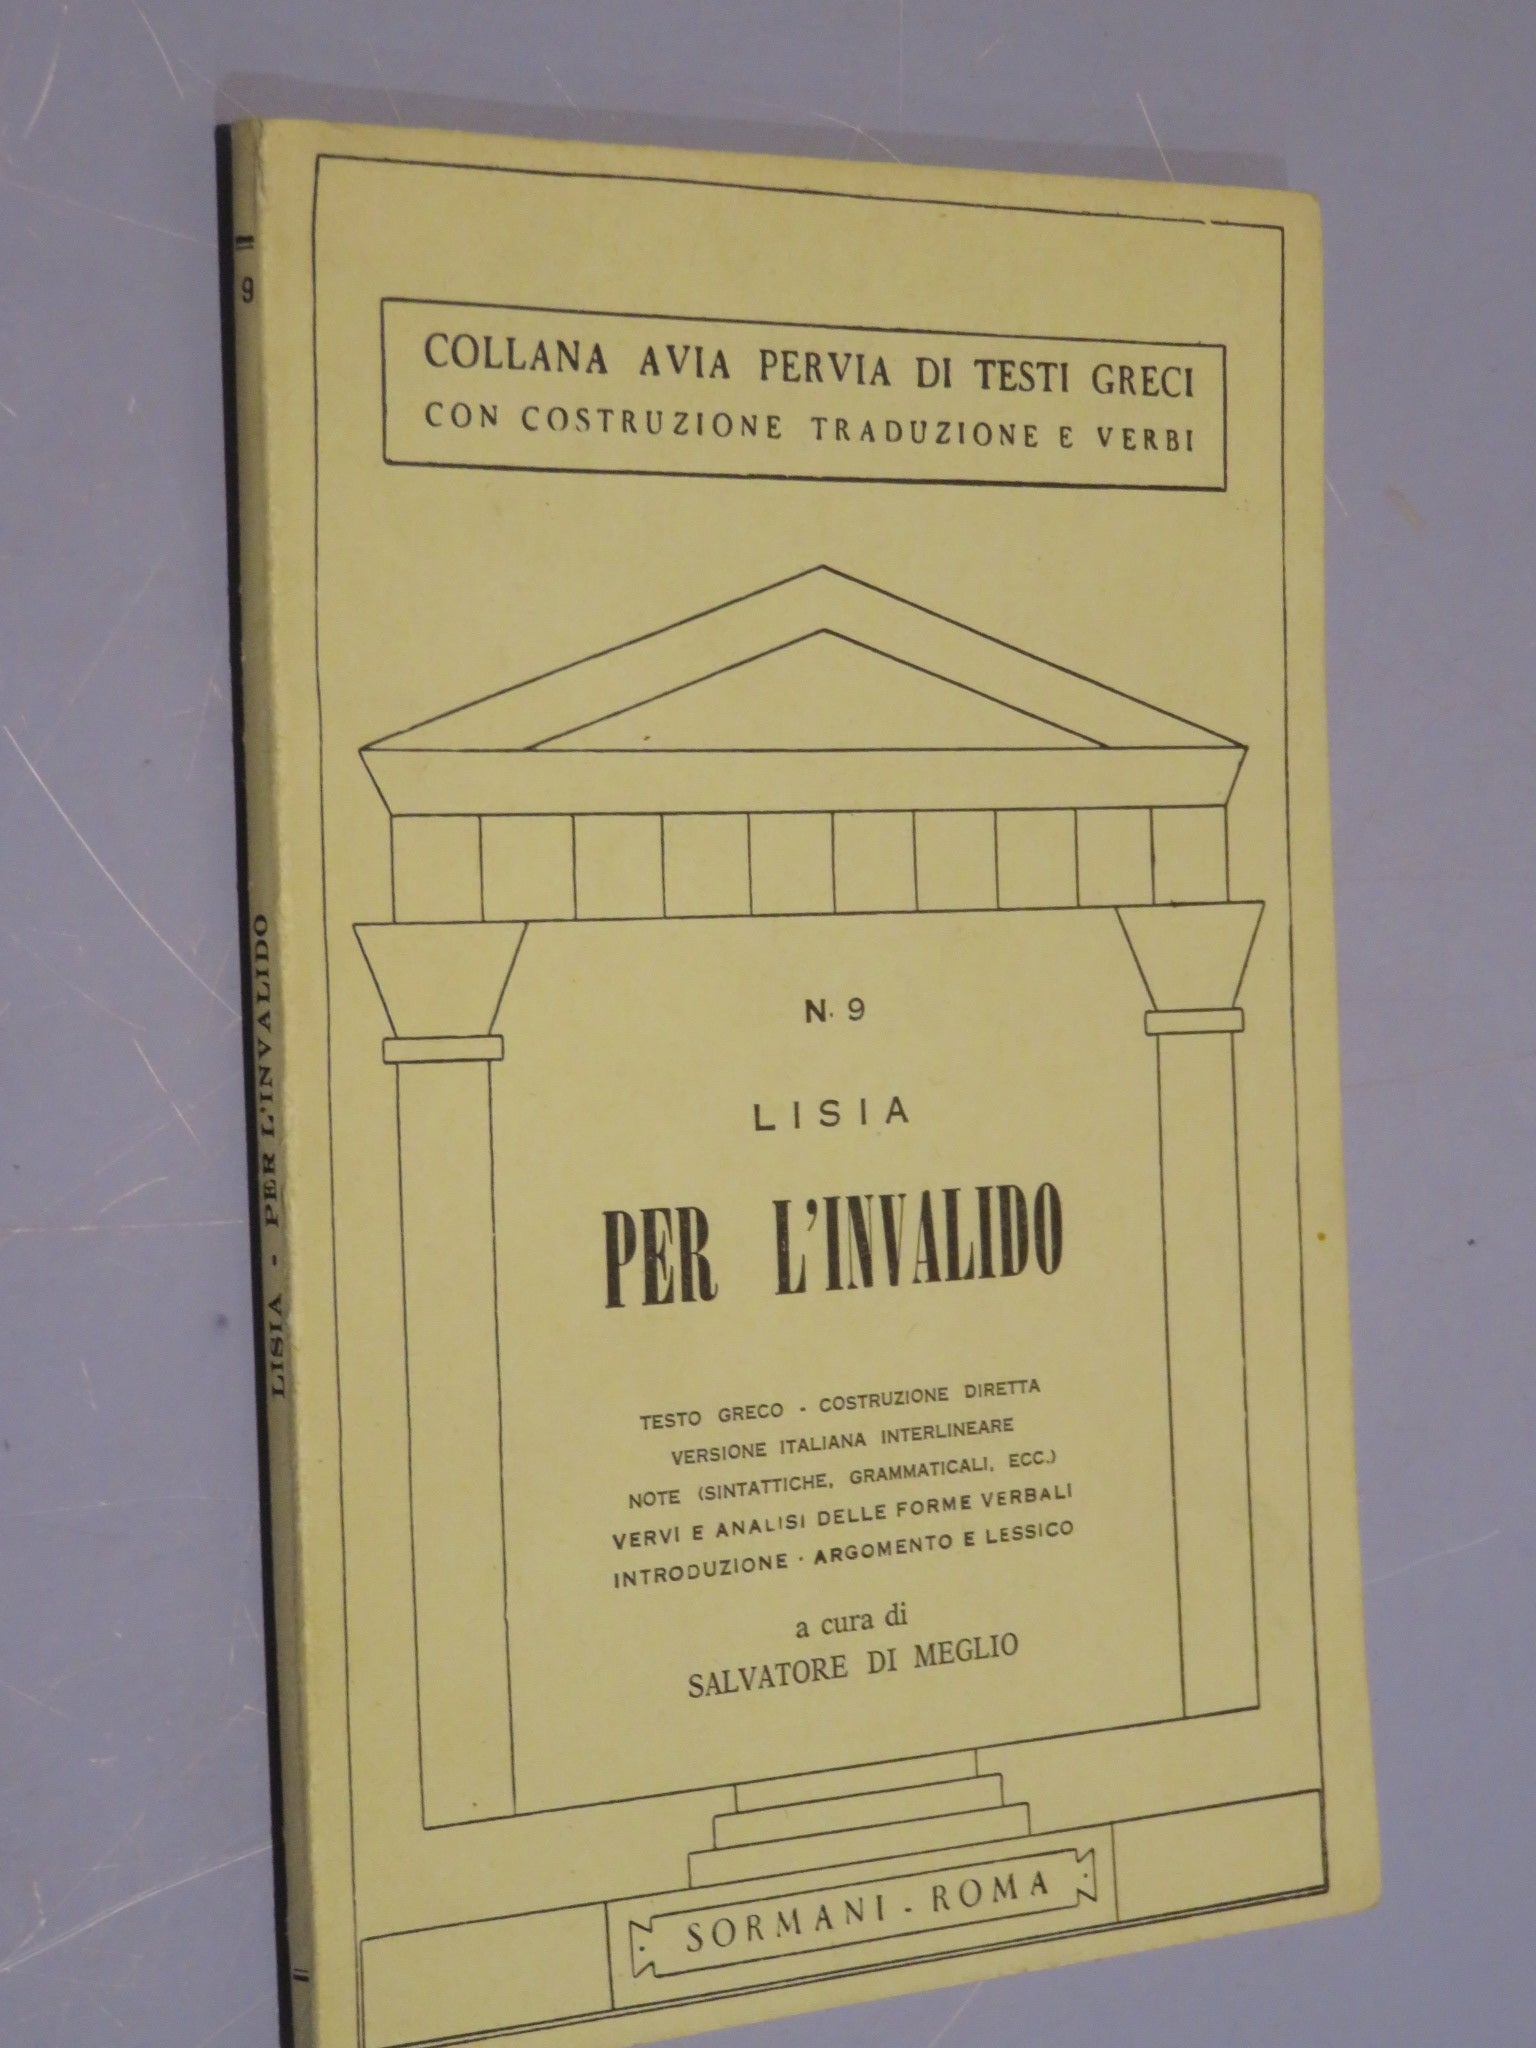 COLLANA AVIA PERVIA DI TESTI GRECI
CON COSTRUZIONE TRADUZIONE E VERBI
N. 9
LISIA
PER L'INVALIDO
TESTO GRECO - COSTRUZIONE DIRETTA
VERSIONE ITALIANA INTERLINEARE
NOTE (SINTATTICHE, GRAMMATICALI, ECC.)
VERVI E ANALISI DELLE FORME VERBALI
INTRODUZIONE - ARGOMENTO E LESSICO
a cura di
SALVATORE DI MEGLIO
SORMANI - ROMA
9
LISIA - PER L'INVALIDO